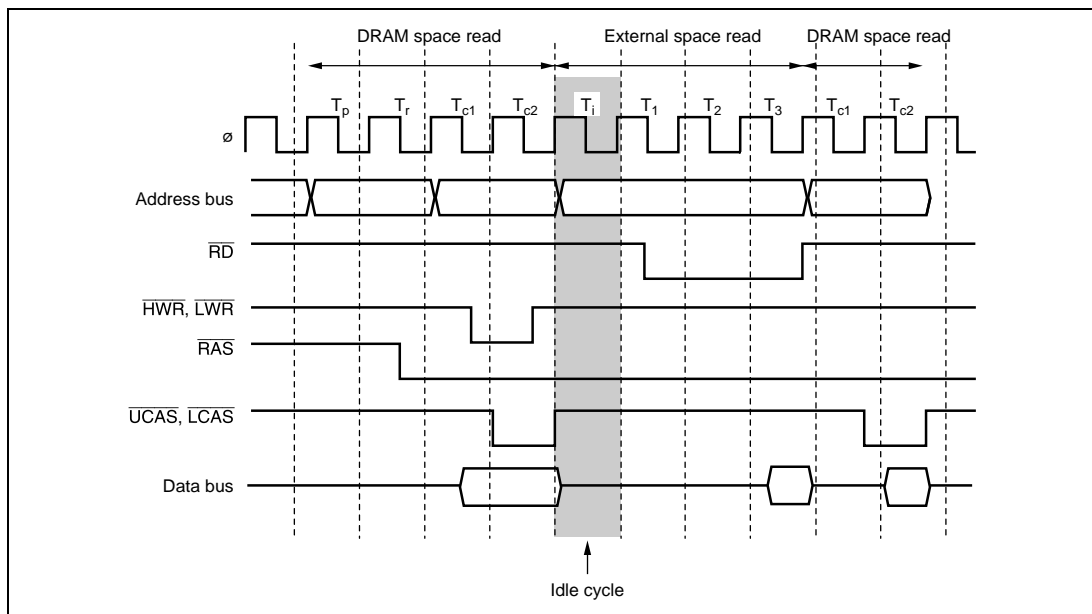 DRAM space read External space read DRAM space read
Tp Tr Tc1 Tc2 Ti T1 T2 T3 Tc1 Tc2
ø
Address bus
RD
HWR, LWR
RAS
UCAS, LCAS
Data bus
Idle cycle